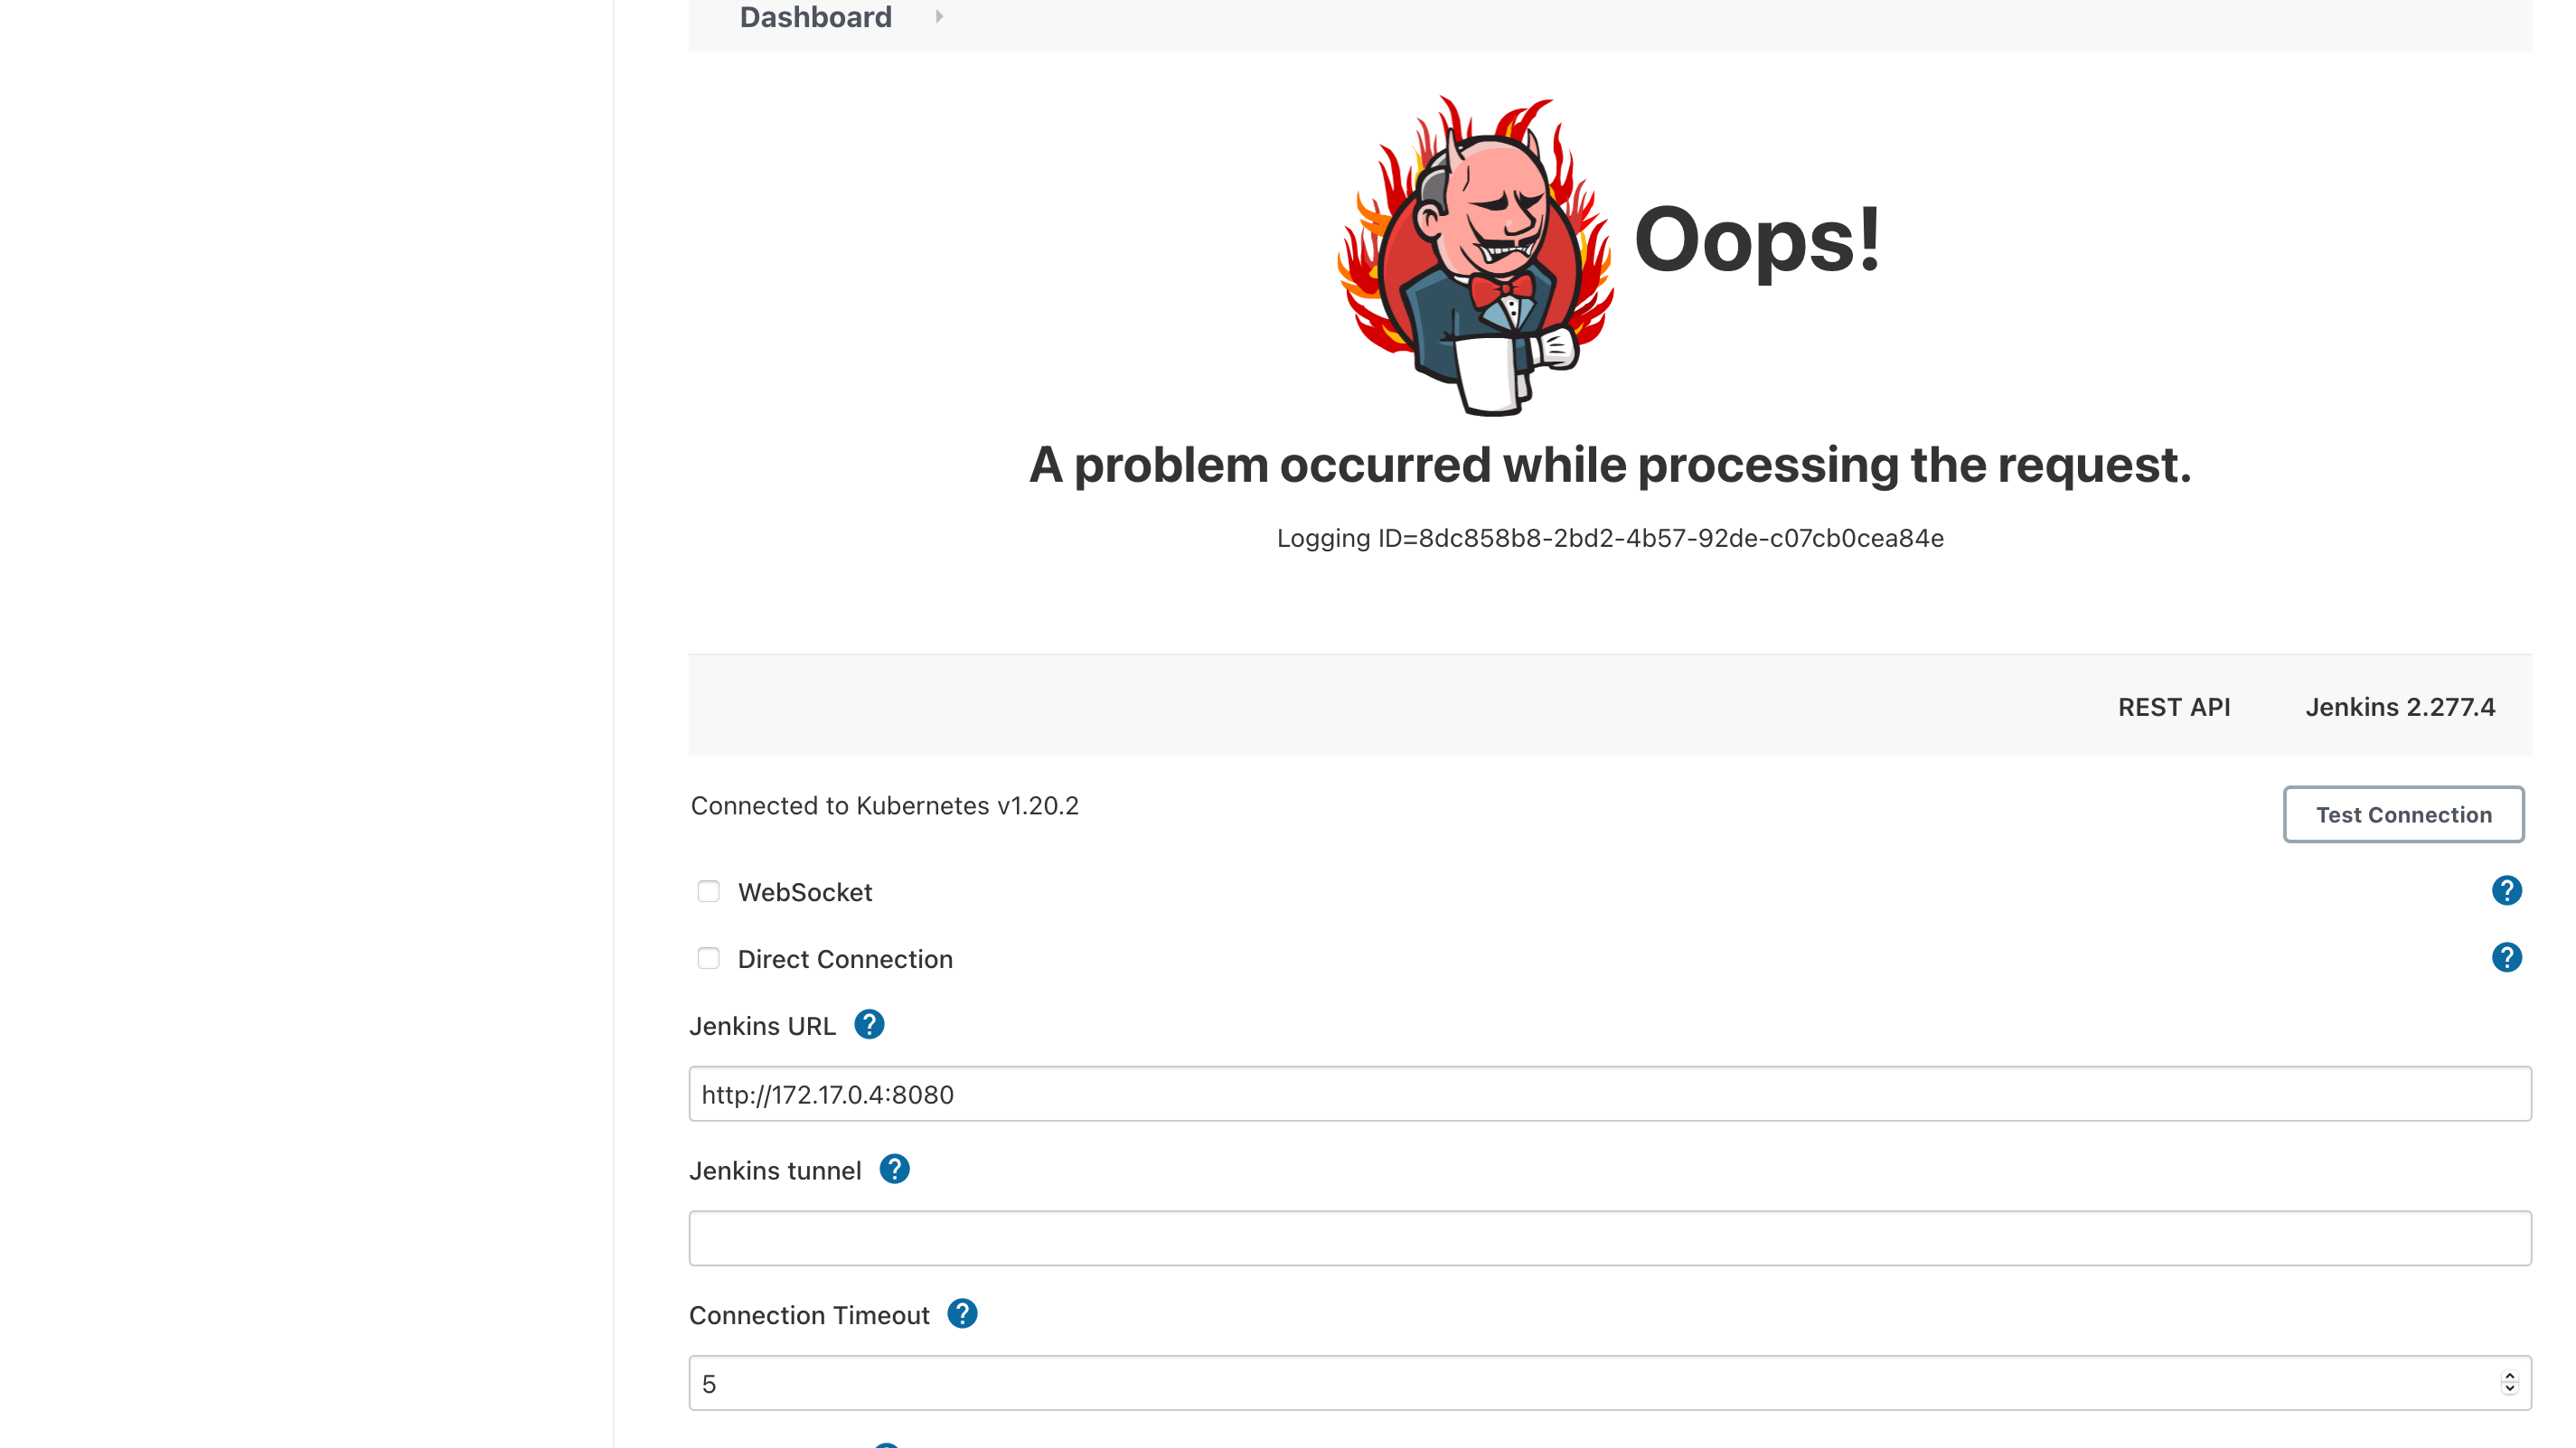 Dashboard
Oops!
A problem occurred while processing the request.
Logging ID=8dc858b8-2bd2-4b57-92de-c07cb0cea84e
REST API Jenkins 2.277.4
Connected to Kubernetes v1.20.2
Test Connection
WebSocket
?
Direct Connection
?
Jenkins URL ?
http://172.17.0.4:8080
Jenkins tunnel ?
Connection Timeout ?
5